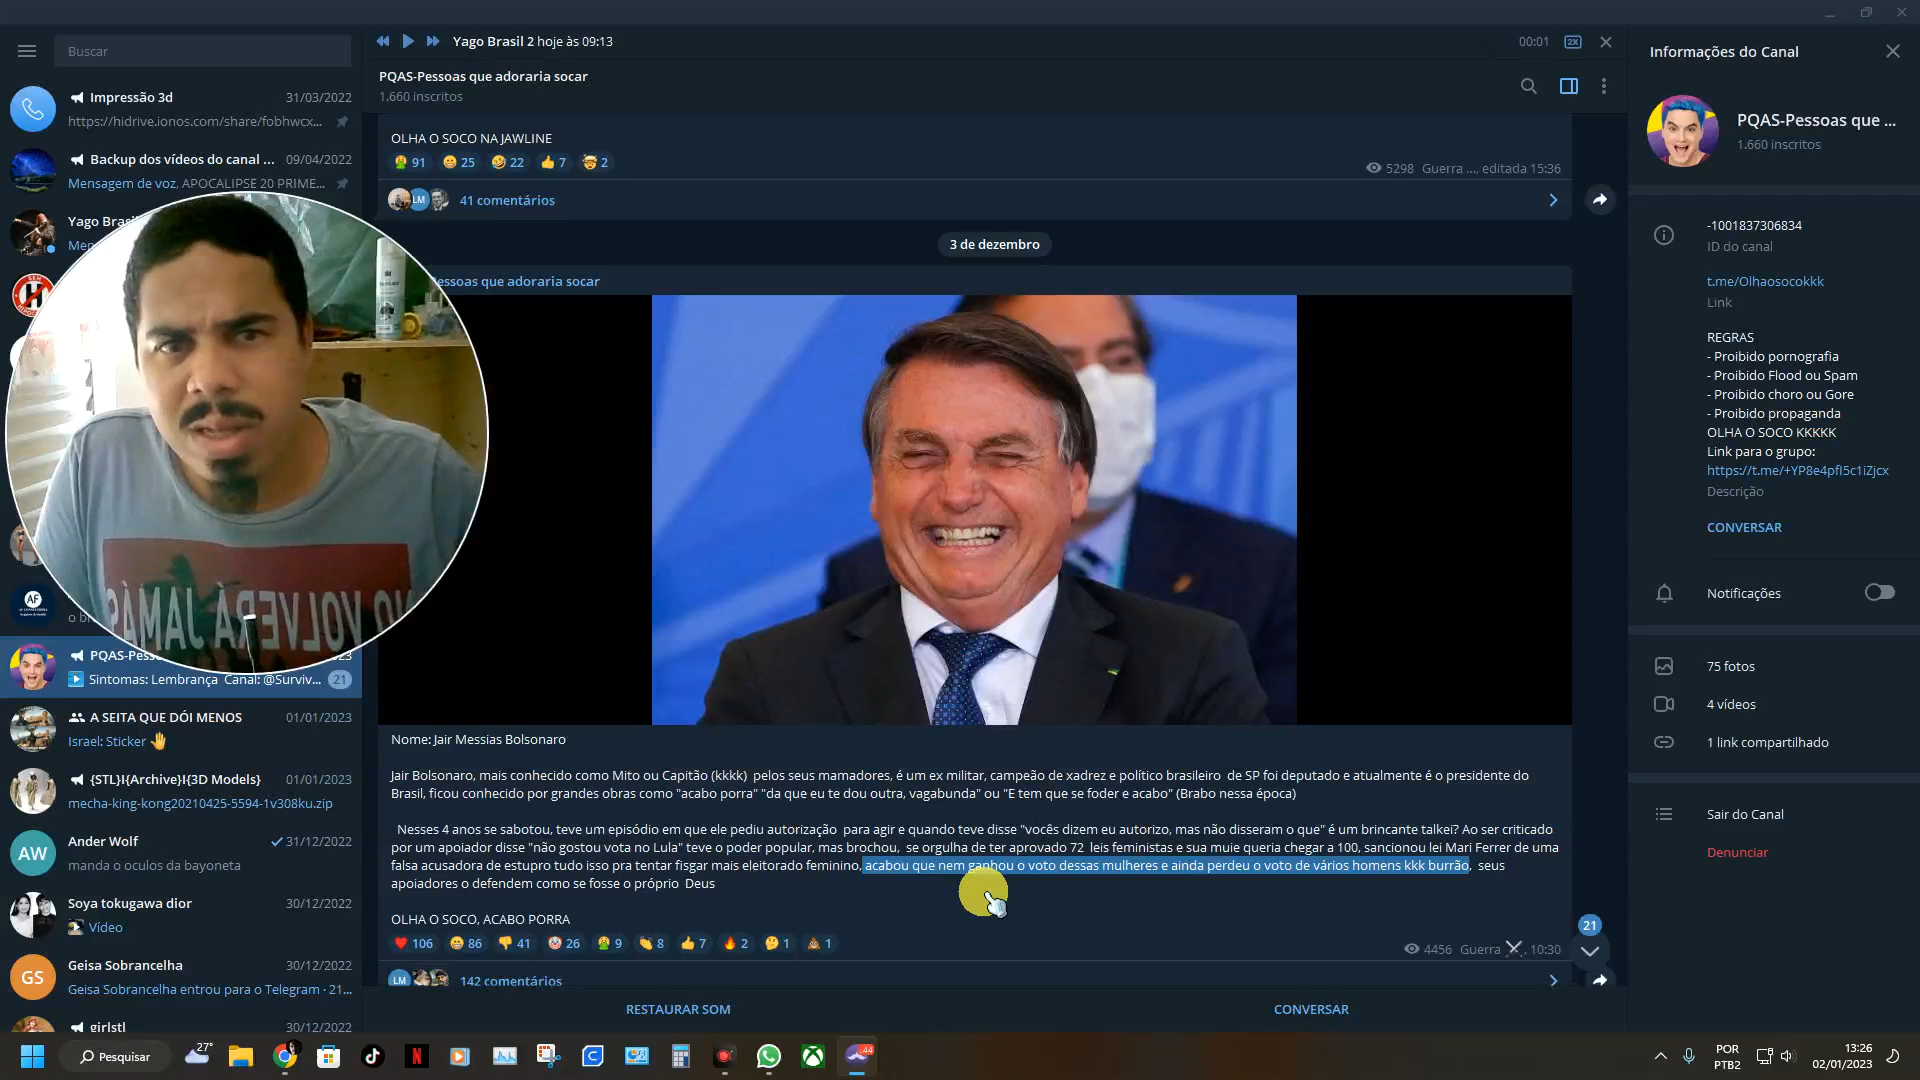 Buscar
Impressão 3d 31/03/2022
https://hidrive.ionos.com/share/fobhwcx...
Backup dos vídeos do canal ... 09/04/2022
Mensagem de voz, APOCALIPSE 20 PRIME...
Yago Brasi
Men
AF
o b
PQAS-Pess 2023
Sintomas: Lembrança Canal: @Surviv... 21
A SEITA QUE DÓI MENOS 01/01/2023
Israel: Sticker 🤚
{STL}I{Archive}I{3D Models} 01/01/2023
mecha-king-kong20210425-5594-1v308ku.zip
AW
Ander Wolf 31/12/2022
manda o oculos da bayoneta
Soya tokugawa dior 30/12/2022
Vídeo
GS
Geisa Sobrancelha 30/12/2022
Geisa Sobrancelha entrou para o Telegram · 21...
girlstl 30/12/2022
NO VOLVERÁ JAMÁS
Yago Brasil 2 hoje às 09:13
00:01 2X
PQAS-Pessoas que adoraria socar
1.660 inscritos
OLHA O SOCO NA JAWLINE
🤮 91 😁 25 🤣 22 👍 7 🤯 2
5298 Guerra ..., editada 15:36
LM 41 comentários
3 de dezembro
essoas que adoraria socar
Nome: Jair Messias Bolsonaro
Jair Bolsonaro, mais conhecido como Mito ou Capitão (kkkk) pelos seus mamadores, é um ex militar, campeão de xadrez e político brasileiro de SP foi deputado e atualmente é o presidente do
Brasil, ficou conhecido por grandes obras como "acabo porra" "da que eu te dou outra, vagabunda" ou "E tem que se foder e acabo" (Brabo nessa época)
Nesses 4 anos se sabotou, teve um episódio em que ele pediu autorização para agir e quando teve disse "vocês dizem eu autorizo, mas não disseram o que" é um brincante talkei? Ao ser criticado
por um apoiador disse "não gostou vota no Lula" teve o poder popular, mas brochou, se orgulha de ter aprovado 72 leis feministas e sua muie queria chegar a 100, sancionou lei Mari Ferrer de uma
falsa acusadora de estupro tudo isso pra tentar fisgar mais eleitorado feminino, acabou que nem ganhou o voto dessas mulheres e ainda perdeu o voto de vários homens kkk burrão, seus
apoiadores o defendem como se fosse o próprio Deus
OLHA O SOCO, ACABO PORRA
❤ 106 😁 86 👎 41 🤡 26 🤮 9 👏 8 👍 7 🔥 2 🤔 1 💩 1
4456 Guerra ⚔, 10:30
21
LM 142 comentários
RESTAURAR SOM
CONVERSAR
Informações do Canal
PQAS-Pessoas que ...
1.660 inscritos
-1001837306834
ID do canal
t.me/Olhaosocokkk
Link
REGRAS
- Proibido pornografia
- Proibido Flood ou Spam
- Proibido choro ou Gore
- Proibido propaganda
OLHA O SOCO KKKKK
Link para o grupo:
https://t.me/+YP8e4pfI5c1iZjcx
Descrição
CONVERSAR
Notificações
75 fotos
4 vídeos
1 link compartilhado
Sair do Canal
Denunciar
Pesquisar
27°
44
POR
PTB2
13:26
02/01/2023